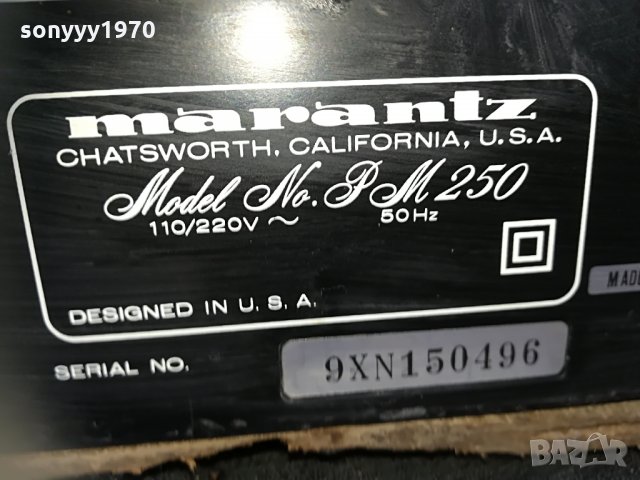 sonyyy1970
marantz
CHATSWORTH, CALIFORNIA, U.S.A.
Model No. PM 250
110/220V ~ 50Hz
DESIGNED IN U.S.A.
MADE
SERIAL NO. 9XN150496
BAZAR